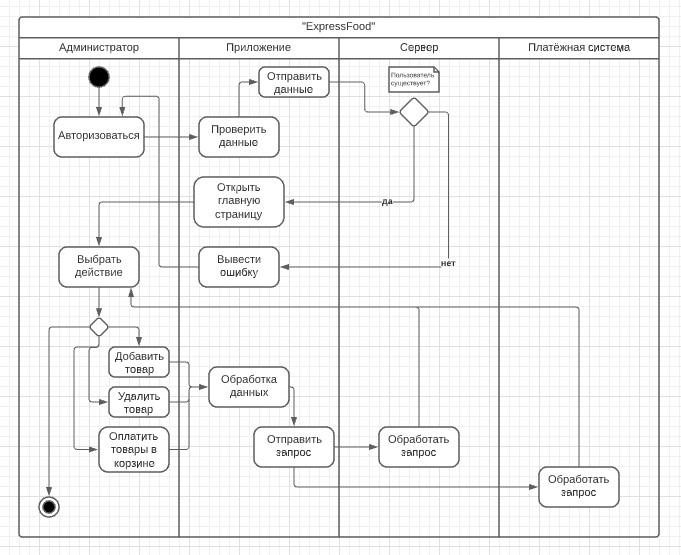 "ExpressFood"
Администратор
Приложение
Сервер
Платёжная система
Отправить
данные
Пользователь
существует?
Авторизоваться
Проверить
данные
Открыть
главную
страницу
да
Выбрать
действие
Вывести
ошибку
нет
Добавить
товар
Удалить
товар
Обработка
данных
Оплатить
товары в
корзино
Отправить
запрос
Обработать
запрос
Обработать
запрос